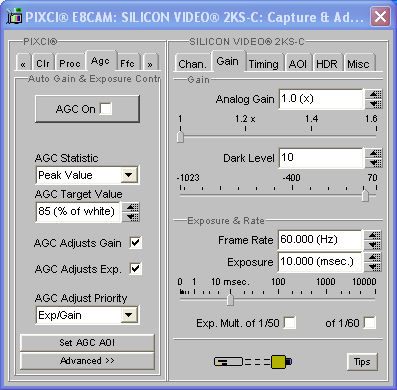 PIXCI® E8CAM: SILICON VIDEO® 2KS-C: Capture & Ad...
PIXCI®
« Clr Proc Agc Ffc »
Auto Gain & Exposure Contr
AGC On
AGC Statistic
Peak Value
AGC Target Value
85 (% of white)
AGC Adjusts Gain
AGC Adjusts Exp.
AGC Adjust Priority
Exp/Gain
Set AGC AOI
Advanced >>
SILICON VIDEO® 2KS-C
Chan. Gain Timing AOI HDR Misc
Gain
Analog Gain 1.0 (x)
1 1.2 x 1.4 1.6
Dark Level 10
-1023 -400 70
Exposure & Rate
Frame Rate 60.000 (Hz)
Exposure 10.000 (msec.)
0 1 10 msec. 100 1000 10000
Exp. Mult. of 1/50 of 1/60
Tips